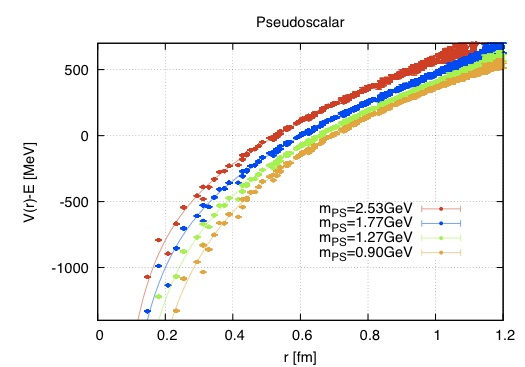 Pseudoscalar
V(r)-E [MeV]
500
0
-500
-1000
m_PS=2.53GeV
m_PS=1.77GeV
m_PS=1.27GeV
m_PS=0.90GeV
0 0.2 0.4 0.6 0.8 1 1.2
r [fm]